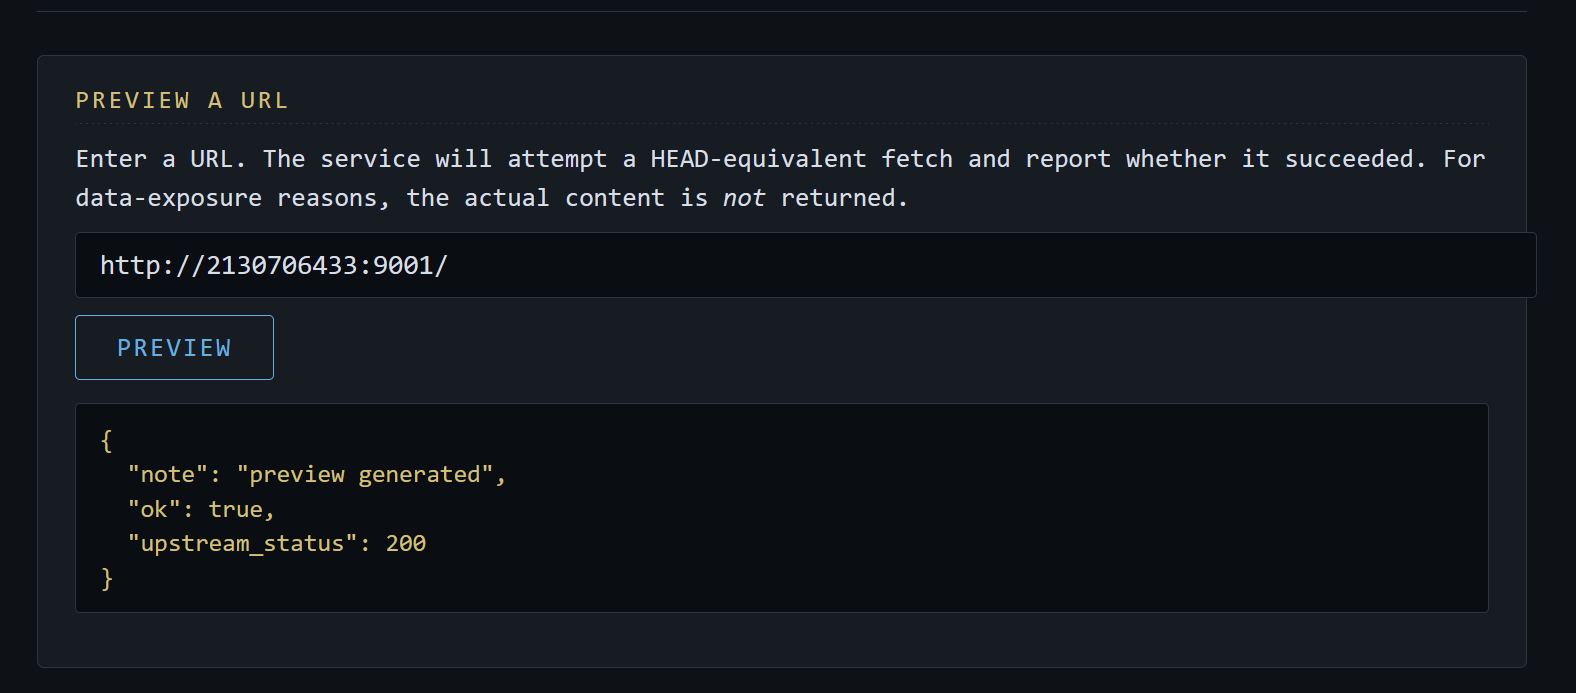 PREVIEW A URL
Enter a URL. The service will attempt a HEAD-equivalent fetch and report whether it succeeded. For
data-exposure reasons, the actual content is not returned.
http://2130706433:9001/
PREVIEW
{
  "note": "preview generated",
  "ok": true,
  "upstream_status": 200
}